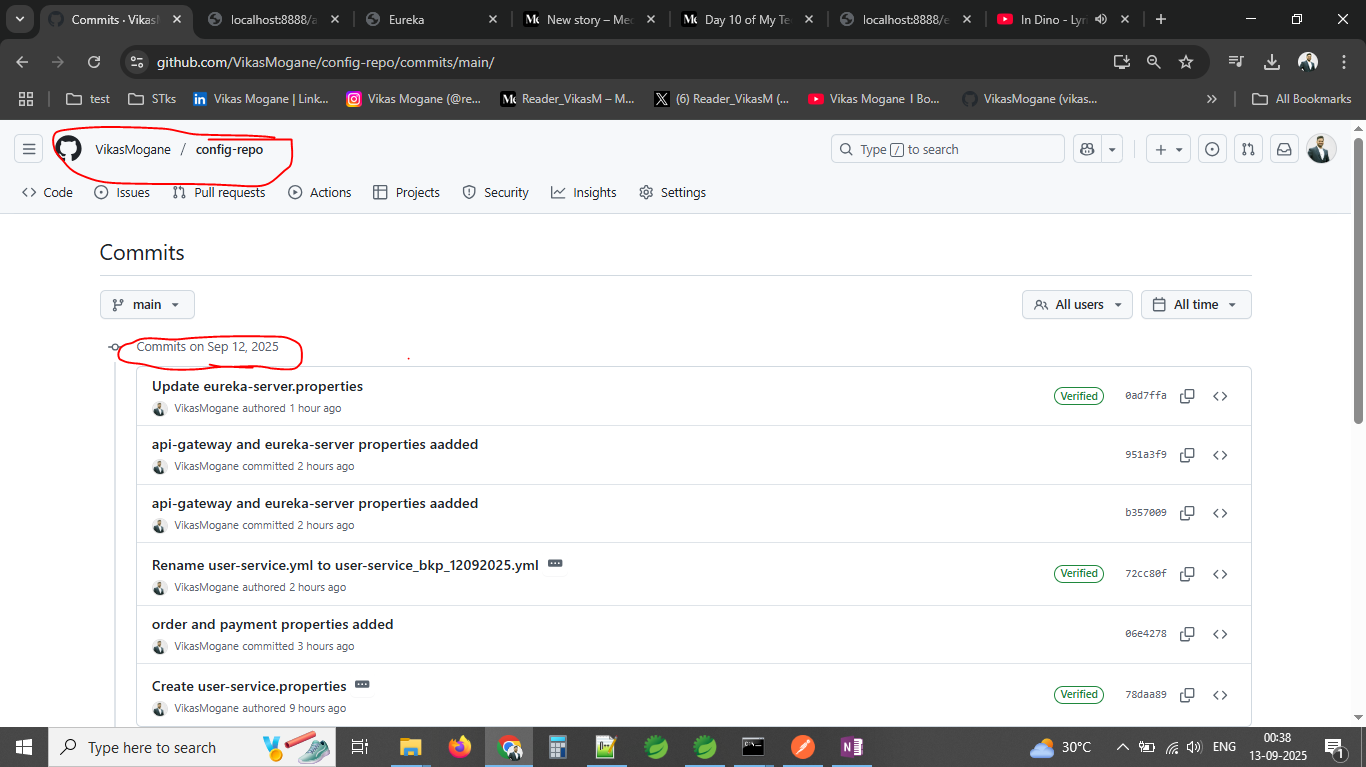 Commits · Vikas
localhost:8888/a
Eureka
New story – Med
Day 10 of My Te
localhost:8888/e
In Dino - Lyri
github.com/VikasMogane/config-repo/commits/main/
test
STks
Vikas Mogane | Link...
Vikas Mogane (@re...
Reader_VikasM – M...
(6) Reader_VikasM (...
Vikas Mogane I Bo...
VikasMogane (vikas...
All Bookmarks
VikasMogane / config-repo
Type / to search
Code
Issues
Pull requests
Actions
Projects
Security
Insights
Settings
Commits
main
All users
All time
Commits on Sep 12, 2025
Update eureka-server.properties
VikasMogane authored 1 hour ago
Verified
0ad7ffa
api-gateway and eureka-server properties aadded
VikasMogane committed 2 hours ago
951a3f9
api-gateway and eureka-server properties aadded
VikasMogane committed 2 hours ago
b357009
Rename user-service.yml to user-service_bkp_12092025.yml
VikasMogane authored 2 hours ago
Verified
72cc80f
order and payment properties added
VikasMogane committed 3 hours ago
06e4278
Create user-service.properties
VikasMogane authored 9 hours ago
Verified
78daa89
Type here to search
30°C
ENG
00:38
13-09-2025
1